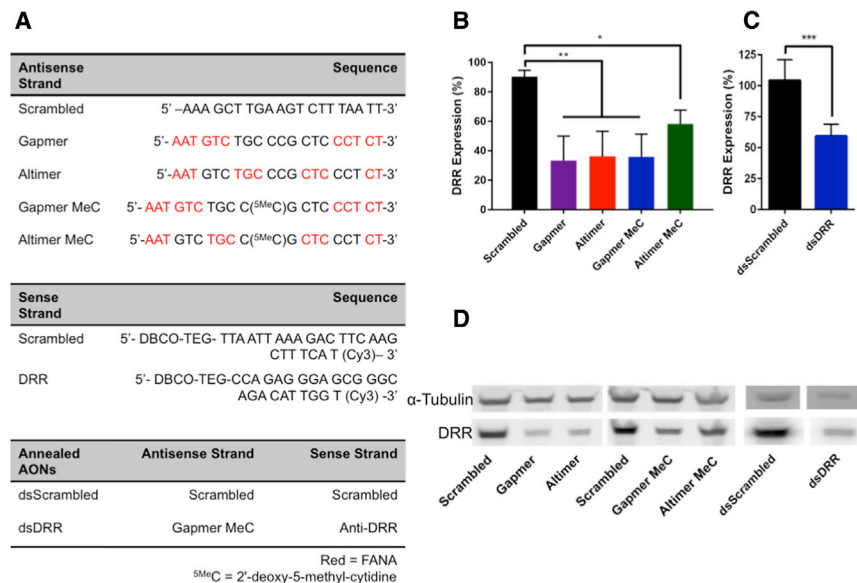 A
Antisense Strand Sequence
Scrambled 5' –AAA GCT TGA AGT CTT TAA TT-3'
Gapmer 5'- AAT GTC TGC CCG CTC CCT CT-3'
Altimer 5'- AAT GTC TGC CCG CTC CCT CT-3'
Gapmer MeC 5'- AAT GTC TGC C(5MeC)G CTC CCT CT-3'
Altimer MeC 5'- AAT GTC TGC C(5MeC)G CTC CCT CT-3'
Sense Strand Sequence
Scrambled 5'- DBCO-TEG- TTA ATT AAA GAC TTC AAG
CTT TCA T (Cy3)– 3'
DRR 5'- DBCO-TEG-CCA GAG GGA GCG GGC
AGA CAT TGG T (Cy3) -3'
Annealed AONs Antisense Strand Sense Strand
dsScrambled Scrambled Scrambled
dsDRR Gapmer MeC Anti-DRR
Red = FANA
5MeC = 2'-deoxy-5-methyl-cytidine
B
DRR Expression (%)
100
80
60
40
20
0
*
**
Scrambled
Gapmer
Altimer
Gapmer MeC
Altimer MeC
C
DRR Expression (%)
125
100
75
50
25
0
***
dsScrambled
dsDRR
D
α-Tubulin
DRR
Scrambled
Gapmer
Altimer
Scrambled
Gapmer MeC
Altimer MeC
dsScrambled
dsDRR